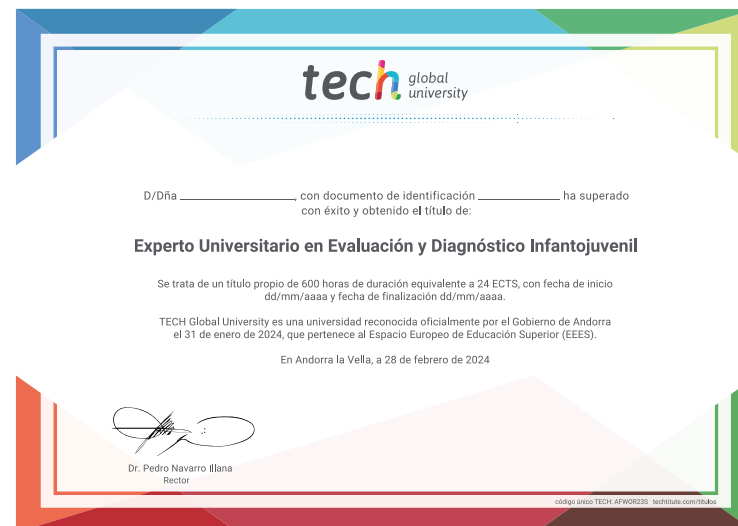 tech global university
D/Dña ____________________, con documento de identificación ______________ ha superado
con éxito y obtenido el título de:
Experto Universitario en Evaluación y Diagnóstico Infantojuvenil
Se trata de un título propio de 600 horas de duración equivalente a 24 ECTS, con fecha de inicio
dd/mm/aaaa y fecha de finalización dd/mm/aaaa.
TECH Global University es una universidad reconocida oficialmente por el Gobierno de Andorra
el 31 de enero de 2024, que pertenece al Espacio Europeo de Educación Superior (EEES).
En Andorra la Vella, a 28 de febrero de 2024
Dr. Pedro Navarro Illana
Rector
código único TECH: AFWOR23S techtitute.com/titulos